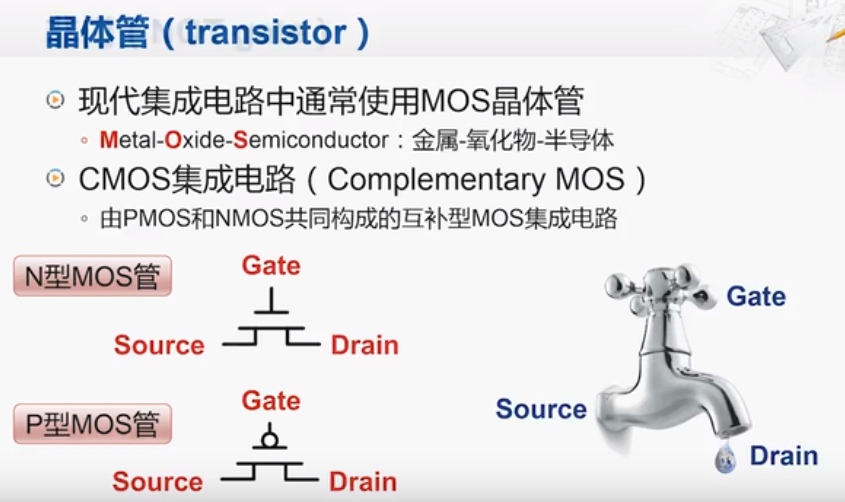 晶体管（transistor）
现代集成电路中通常使用MOS晶体管
Metal-Oxide-Semiconductor：金属-氧化物-半导体
CMOS集成电路（Complementary MOS）
由PMOS和NMOS共同构成的互补型MOS集成电路
N型MOS管
Gate
Source
Drain
P型MOS管
Gate
Source
Drain
Gate
Source
Drain